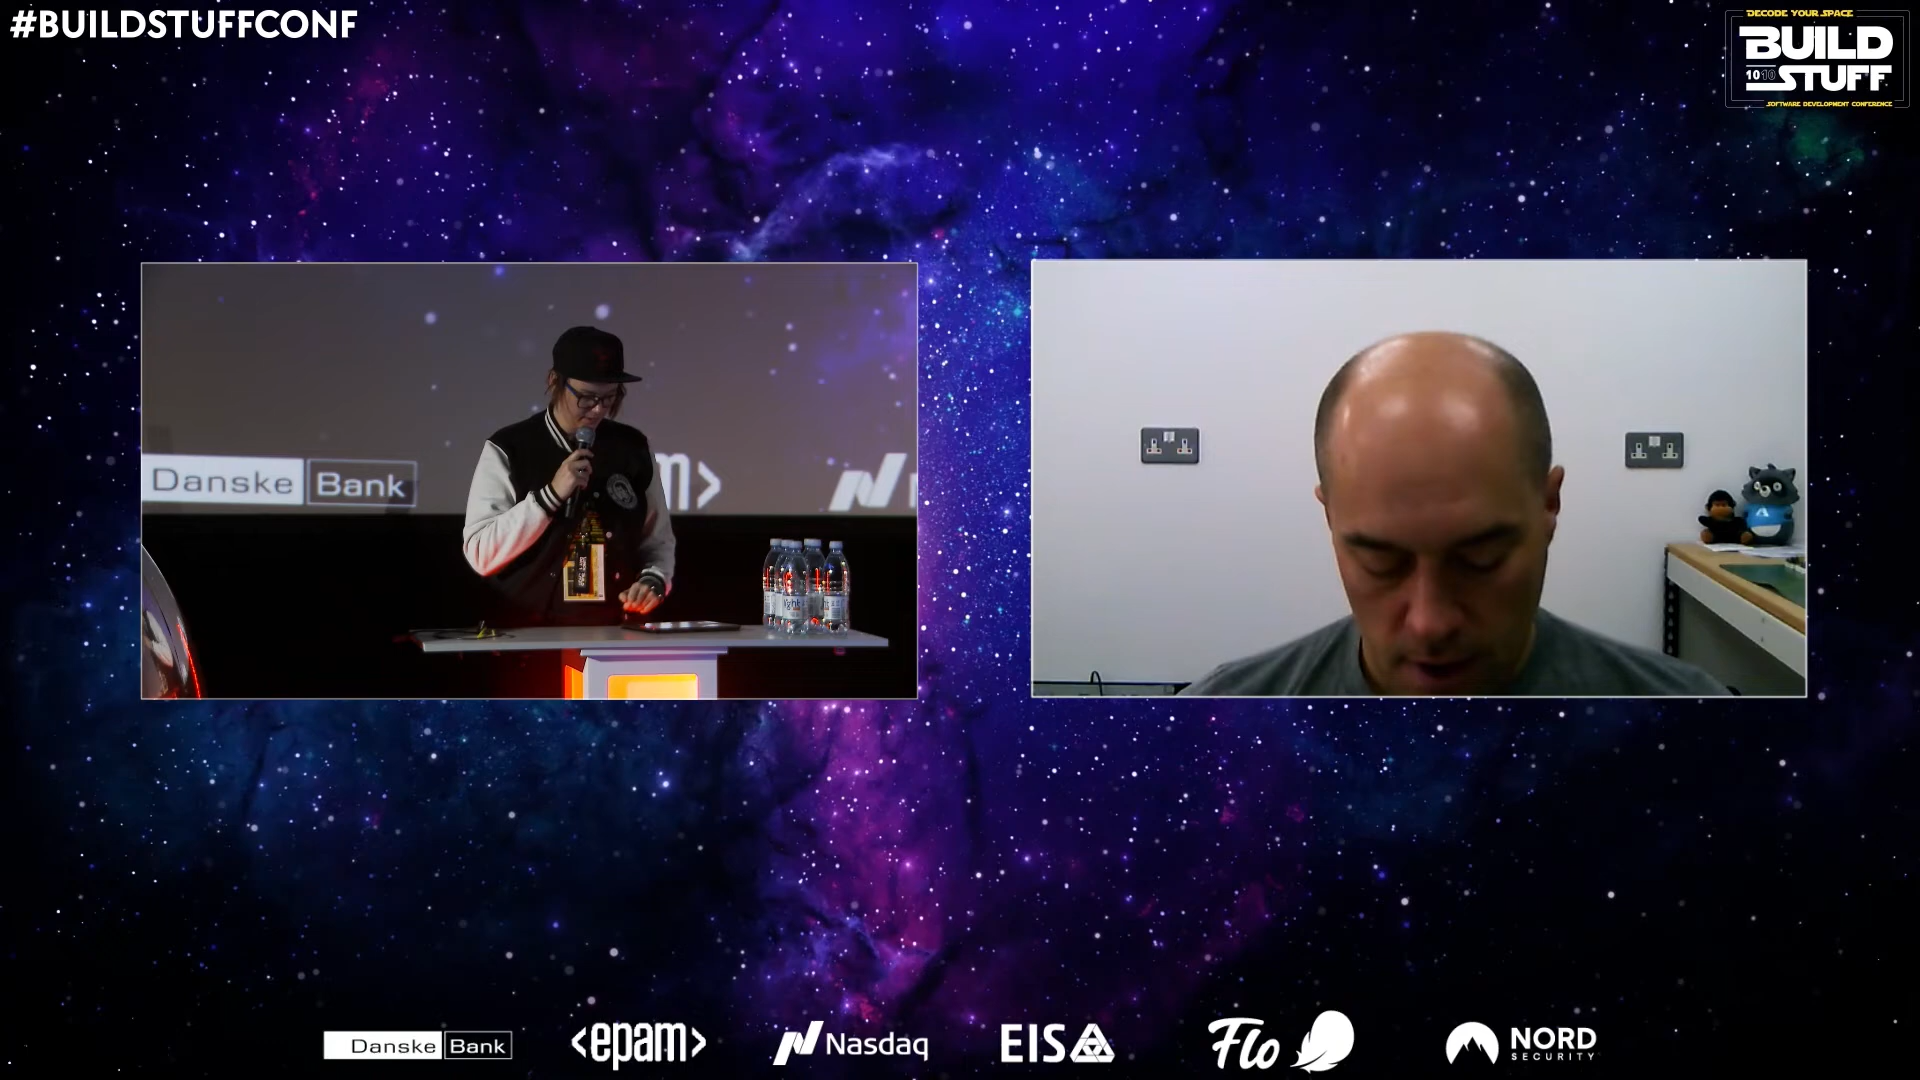 #BUILDSTUFFCONF
DECODE YOUR SPACE
BUILD
1010 STUFF
SOFTWARE DEVELOPMENT CONFERENCE
Danske Bank
Danske Bank
<epam>
Nasdaq
EIS
Flo
NORD
SECURITY